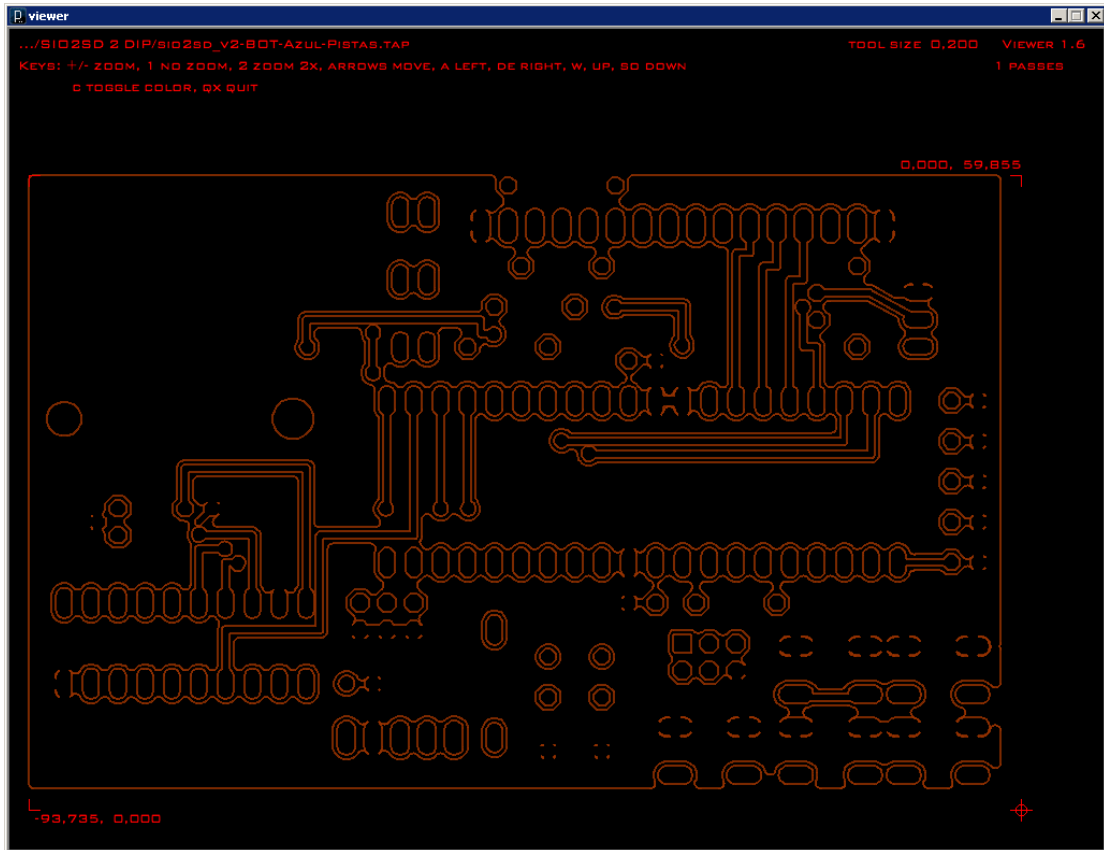 viewer
.../SIO2SD 2 DIP/sio2sd_v2-BOT-Azul-Pistas.tap
TOOL SIZE 0,200 VIEWER 1.6
KEYS: +/- ZOOM, 1 NO ZOOM, 2 ZOOM 2X, ARROWS MOVE, A LEFT, DE RIGHT, W, UP, SO DOWN
1 PASSES
C TOGGLE COLOR, QX QUIT
0.000, 59.855
-93.735, 0.000